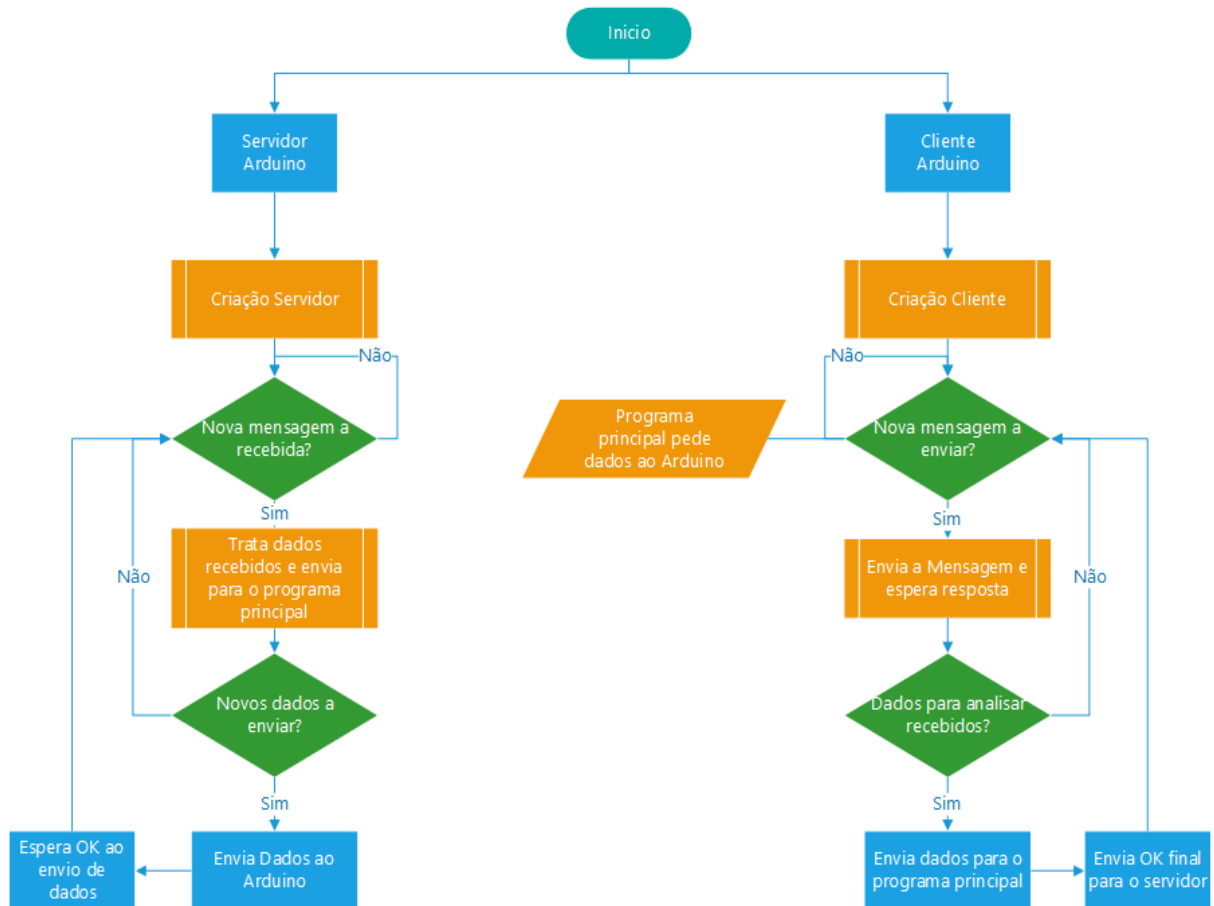 Inicio
Servidor
Arduino
Cliente
Arduino
Criação Servidor
Criação Cliente
Não
Não
Nova mensagem a
recebida?
Programa
principal pede
dados ao Arduino
Nova mensagem a
enviar?
Sim
Sim
Trata dados
recebidos e envia
para o programa
principal
Envia a Mensagem e
espera resposta
Não
Não
Novos dados a
enviar?
Dados para analisar
recebidos?
Sim
Sim
Espera OK ao
envio de
dados
Envia Dados ao
Arduino
Envia dados para o
programa principal
Envia OK final
para o servidor